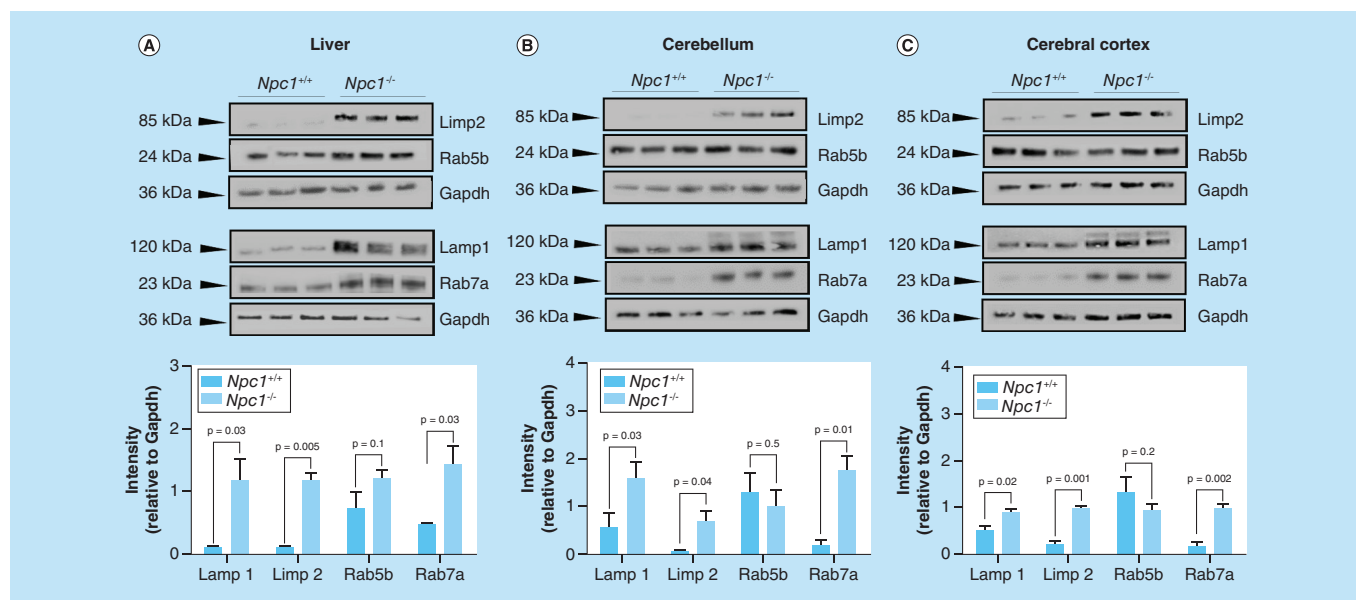 A Liver
Npc1+/+ Npc1-/-
85 kDa Limp2
24 kDa Rab5b
36 kDa Gapdh
120 kDa Lamp1
23 kDa Rab7a
36 kDa Gapdh
3
2
1
0
Intensity
(relative to Gapdh)
Npc1+/+
Npc1-/-
p = 0.03
p = 0.005
p = 0.1
p = 0.03
Lamp 1 Limp 2 Rab5b Rab7a
B Cerebellum
Npc1+/+ Npc1-/-
85 kDa Limp2
24 kDa Rab5b
36 kDa Gapdh
120 kDa Lamp1
23 kDa Rab7a
36 kDa Gapdh
4
3
2
1
0
Intensity
(relative to Gapdh)
Npc1+/+
Npc1-/-
p = 0.03
p = 0.04
p = 0.5
p = 0.01
Lamp 1 Limp 2 Rab5b Rab7a
C Cerebral cortex
Npc1+/+ Npc1-/-
85 kDa Limp2
24 kDa Rab5b
36 kDa Gapdh
120 kDa Lamp1
23 kDa Rab7a
36 kDa Gapdh
4
3
2
1
0
Intensity
(relative to Gapdh)
Npc1+/+
Npc1-/-
p = 0.02
p = 0.001
p = 0.2
p = 0.002
Lamp 1 Limp 2 Rab5b Rab7a